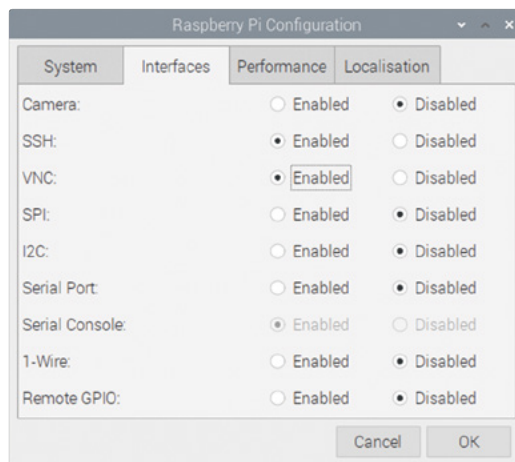 Raspberry Pi Configuration
System Interfaces Performance Localisation
Camera: Enabled Disabled
SSH: Enabled Disabled
VNC: Enabled Disabled
SPI: Enabled Disabled
I2C: Enabled Disabled
Serial Port: Enabled Disabled
Serial Console: Enabled Disabled
1-Wire: Enabled Disabled
Remote GPIO: Enabled Disabled
Cancel OK